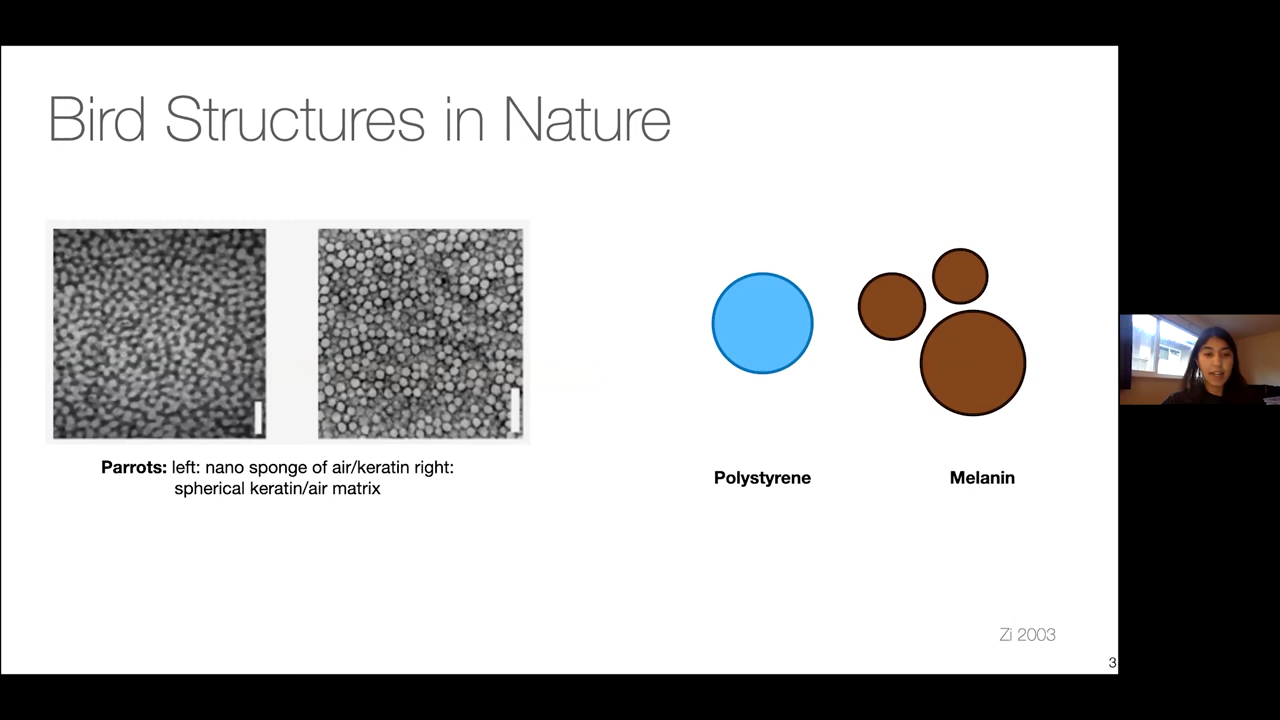 Bird Structures in Nature
Parrots: left: nano sponge of air/keratin right:
spherical keratin/air matrix
Polystyrene
Melanin
Zi 2003
3